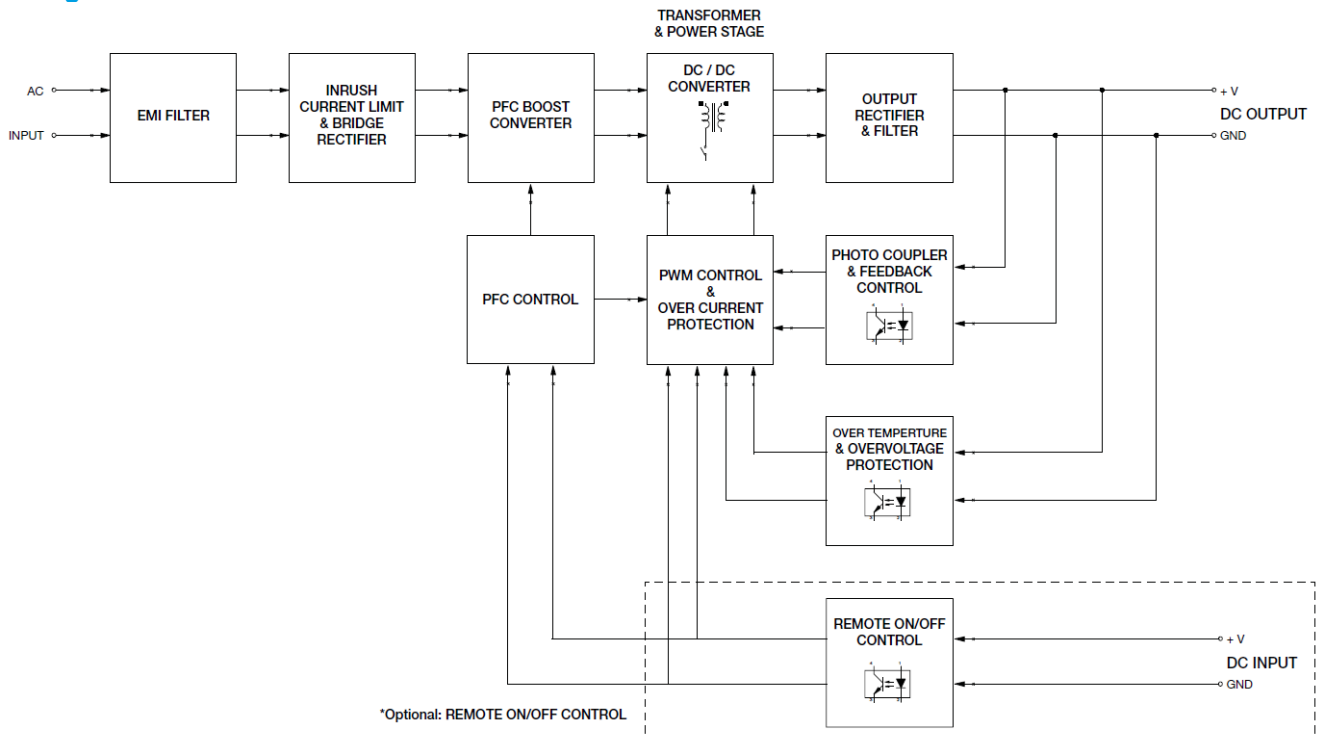 TRANSFORMER
& POWER STAGE
AC
INPUT
EMI FILTER
INRUSH
CURRENT LIMIT
& BRIDGE
RECTIFIER
PFC BOOST
CONVERTER
DC / DC
CONVERTER
OUTPUT
RECTIFIER
& FILTER
+ V
DC OUTPUT
GND
PFC CONTROL
PWM CONTROL
&
OVER CURRENT
PROTECTION
PHOTO COUPLER
& FEEDBACK
CONTROL
OVER TEMPERTURE
& OVERVOLTAGE
PROTECTION
REMOTE ON/OFF
CONTROL
+ V
DC INPUT
GND
*Optional: REMOTE ON/OFF CONTROL